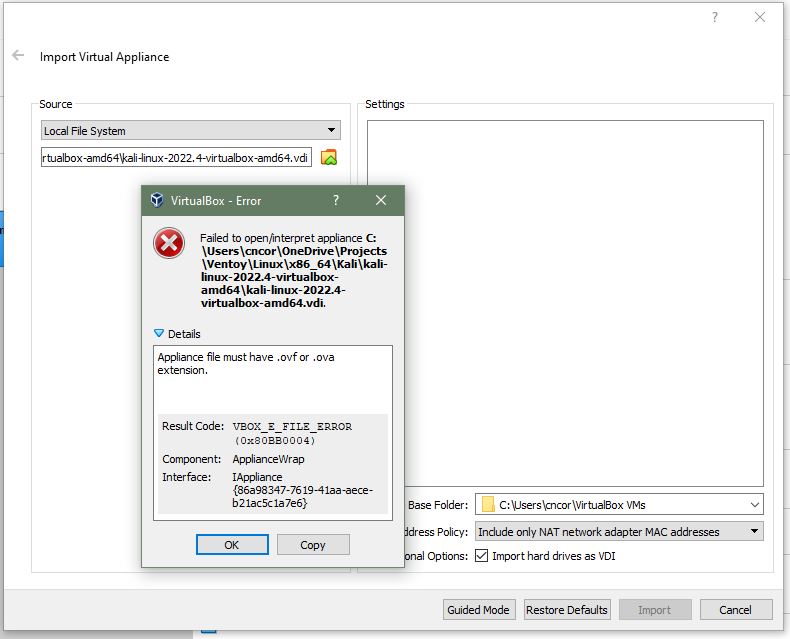 ?
Import Virtual Appliance
Source
Local File System
rtualbox-amd64\kali-linux-2022.4-virtualbox-amd64.vdi
Settings
VirtualBox - Error
?
Failed to open/interpret appliance C:
\Users\cncor\OneDrive\Projects
\Ventoy\Linux\x86_64\Kali\kali-
linux-2022.4-virtualbox-
amd64\kali-linux-2022.4-
virtualbox-amd64.vdi.
Details
Appliance file must have .ovf or .ova
extension.
Result Code: VBOX_E_FILE_ERROR
(0x80BB0004)
Component: ApplianceWrap
Interface: IAppliance
{86a98347-7619-41aa-aece-
b21ac5c1a7e6}
OK Copy
Base Folder: C:\Users\cncor\VirtualBox VMs
ddress Policy: Include only NAT network adapter MAC addresses
onal Options: Import hard drives as VDI
Guided Mode Restore Defaults Import Cancel